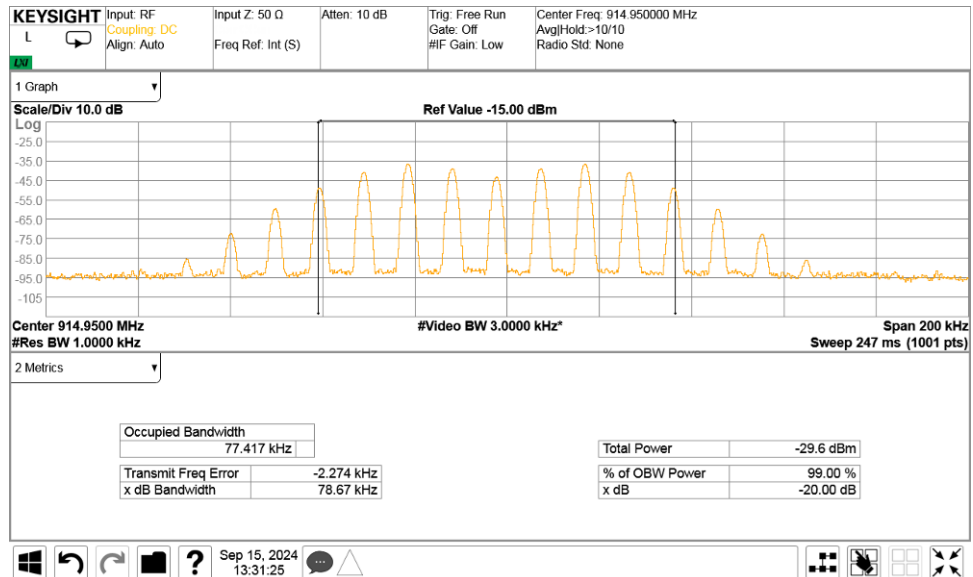 KEYSIGHT Input: RF Input Z: 50 Ω Atten: 10 dB Trig: Free Run Center Freq: 914.950000 MHz
L Coupling: DC Gate: Off Avg|Hold:>10/10
Align: Auto Freq Ref: Int (S) #IF Gain: Low Radio Std: None
LXI
1 Graph
Scale/Div 10.0 dB Ref Value -15.00 dBm
Log
-25.0
-35.0
-45.0
-55.0
-65.0
-75.0
-85.0
-95.0
-105
Center 914.9500 MHz #Video BW 3.0000 kHz* Span 200 kHz
#Res BW 1.0000 kHz Sweep 247 ms (1001 pts)
2 Metrics
Occupied Bandwidth
77.417 kHz Total Power -29.6 dBm
Transmit Freq Error -2.274 kHz % of OBW Power 99.00 %
x dB Bandwidth 78.67 kHz x dB -20.00 dB
? Sep 15, 2024
13:31:25